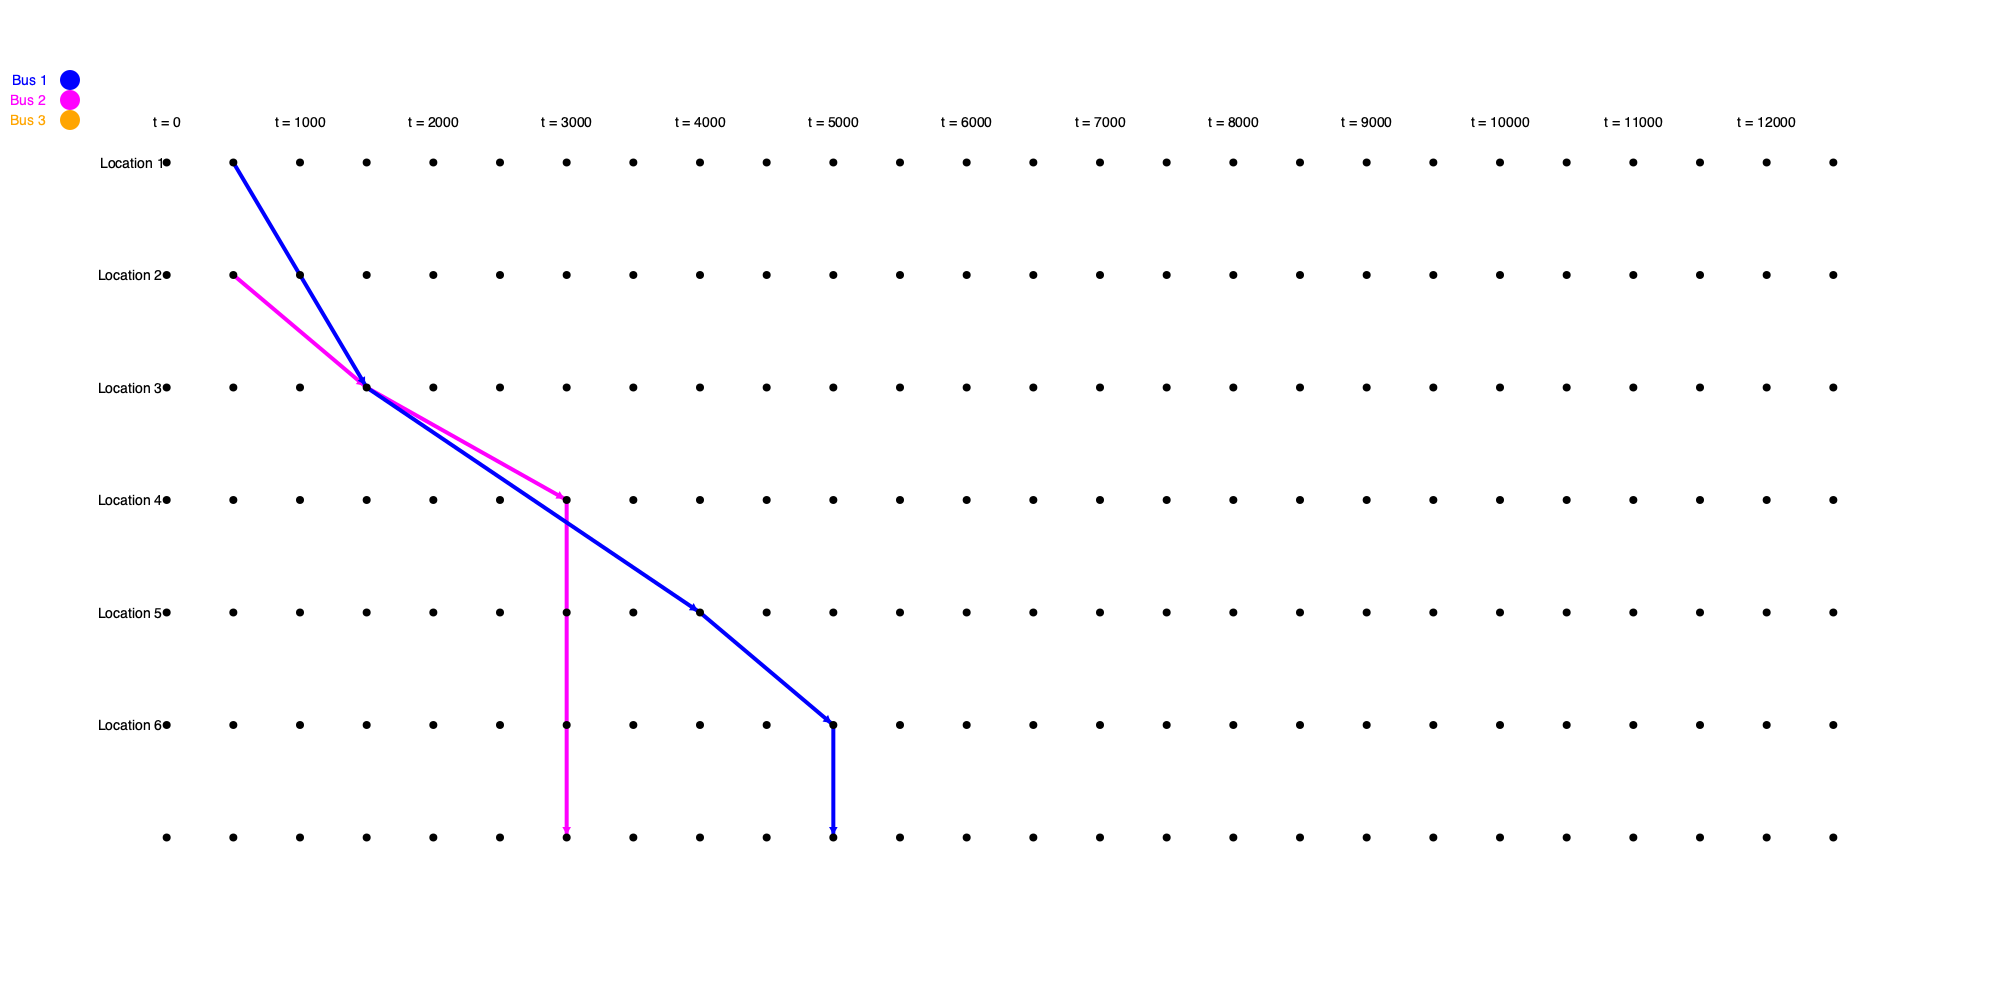 Bus 1
Bus 2
Bus 3
t = 0 t = 1000 t = 2000 t = 3000 t = 4000 t = 5000 t = 6000 t = 7000 t = 8000 t = 9000 t = 10000 t = 11000 t = 12000
Location 1
Location 2
Location 3
Location 4
Location 5
Location 6